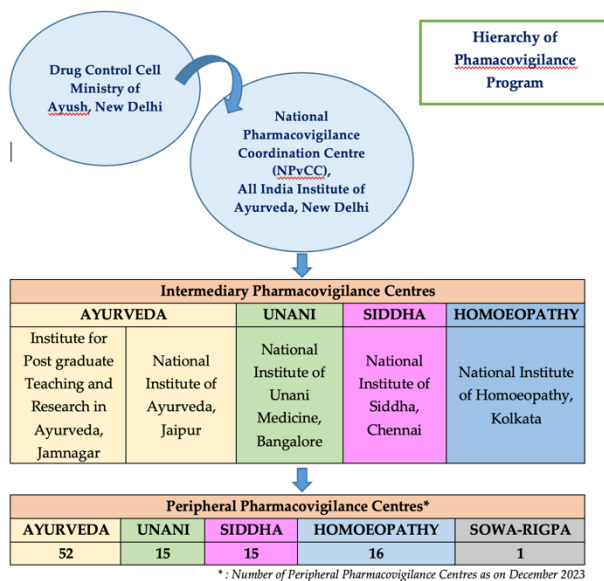 Hierarchy of
Phamacovigilance
Program
Drug Control Cell
Ministry of
Ayush, New Delhi
National
Pharmacovigilance
Coordination Centre
(NPvCC),
All India Institute of
Ayurveda, New Delhi
Intermediary Pharmacovigilance Centres
AYURVEDA UNANI SIDDHA HOMOEOPATHY
Institute for
Post graduate
Teaching and
Research in
Ayurveda,
Jamnagar
National
Institute of
Ayurveda,
Jaipur
National
Institute of
Unani
Medicine,
Bangalore
National
Institute of
Siddha,
Chennai
National Institute
of Homoeopathy,
Kolkata
Peripheral Pharmacovigilance Centres*
AYURVEDA UNANI SIDDHA HOMOEOPATHY SOWA-RIGPA
52 15 15 16 1
* : Number of Peripheral Pharmacovigilance Centres as on December 2023